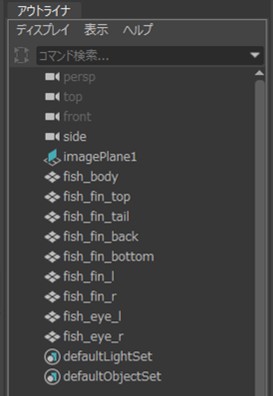 アウトライナ
ディスプレイ 表示 ヘルプ
コマンド検索...
persp
top
front
side
imagePlane1
fish_body
fish_fin_top
fish_fin_tail
fish_fin_back
fish_fin_bottom
fish_fin_l
fish_fin_r
fish_eye_l
fish_eye_r
defaultLightSet
defaultObjectSet